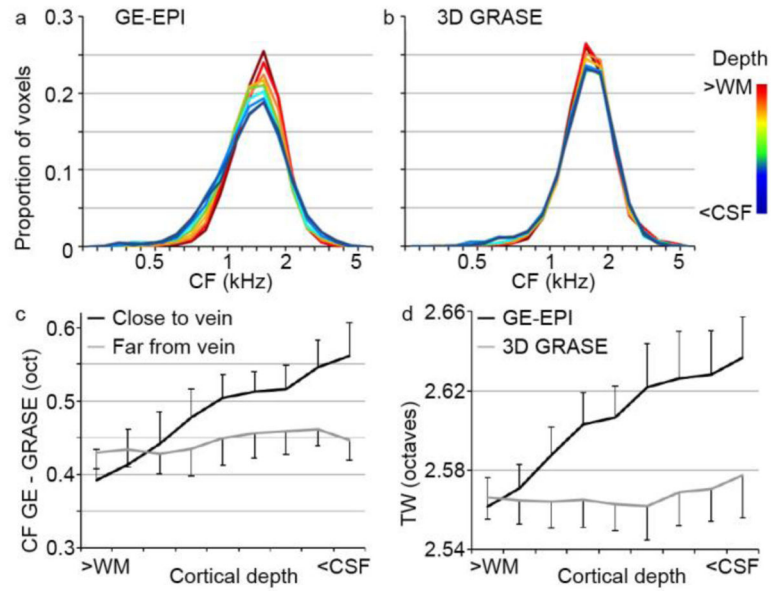 a GE-EPI
0.3
0.2
0.1
0
Proportion of voxels
0.5 1 2 5
CF (kHz)
b 3D GRASE
0.5 1 2 5
CF (kHz)
Depth
>WM
<CSF
c
Close to vein
Far from vein
0.6
0.5
0.4
0.3
CF GE - GRASE (oct)
>WM Cortical depth <CSF
d
GE-EPI
3D GRASE
2.66
2.62
2.58
2.54
TW (octaves)
>WM Cortical depth <CSF